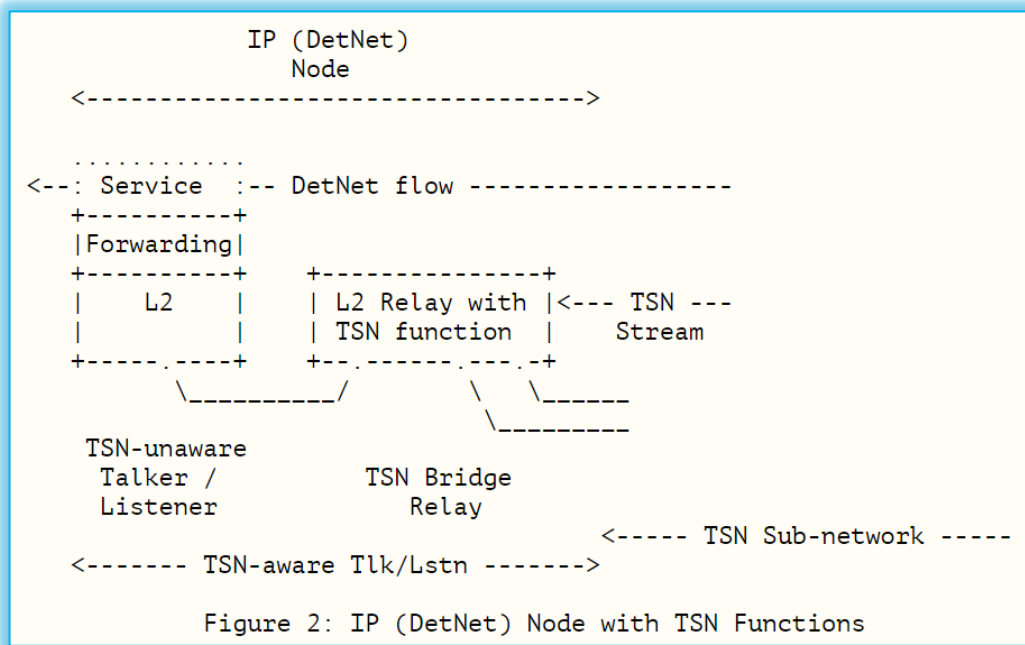 IP (DetNet)
Node
<---------------------------------->

............
<--: Service  :-- DetNet flow ------------------
+----------+
|Forwarding|
+----------+    +---------------+
|    L2    |    | L2 Relay with |<--- TSN ---
|          |    | TSN function  |    Stream
+-----.----+    +--.------.---.-+
\__________/        \   \______
\_________
TSN-unaware
Talker /          TSN Bridge
Listener             Relay
<----- TSN Sub-network -----
<------- TSN-aware Tlk/Lstn ------->

Figure 2: IP (DetNet) Node with TSN Functions